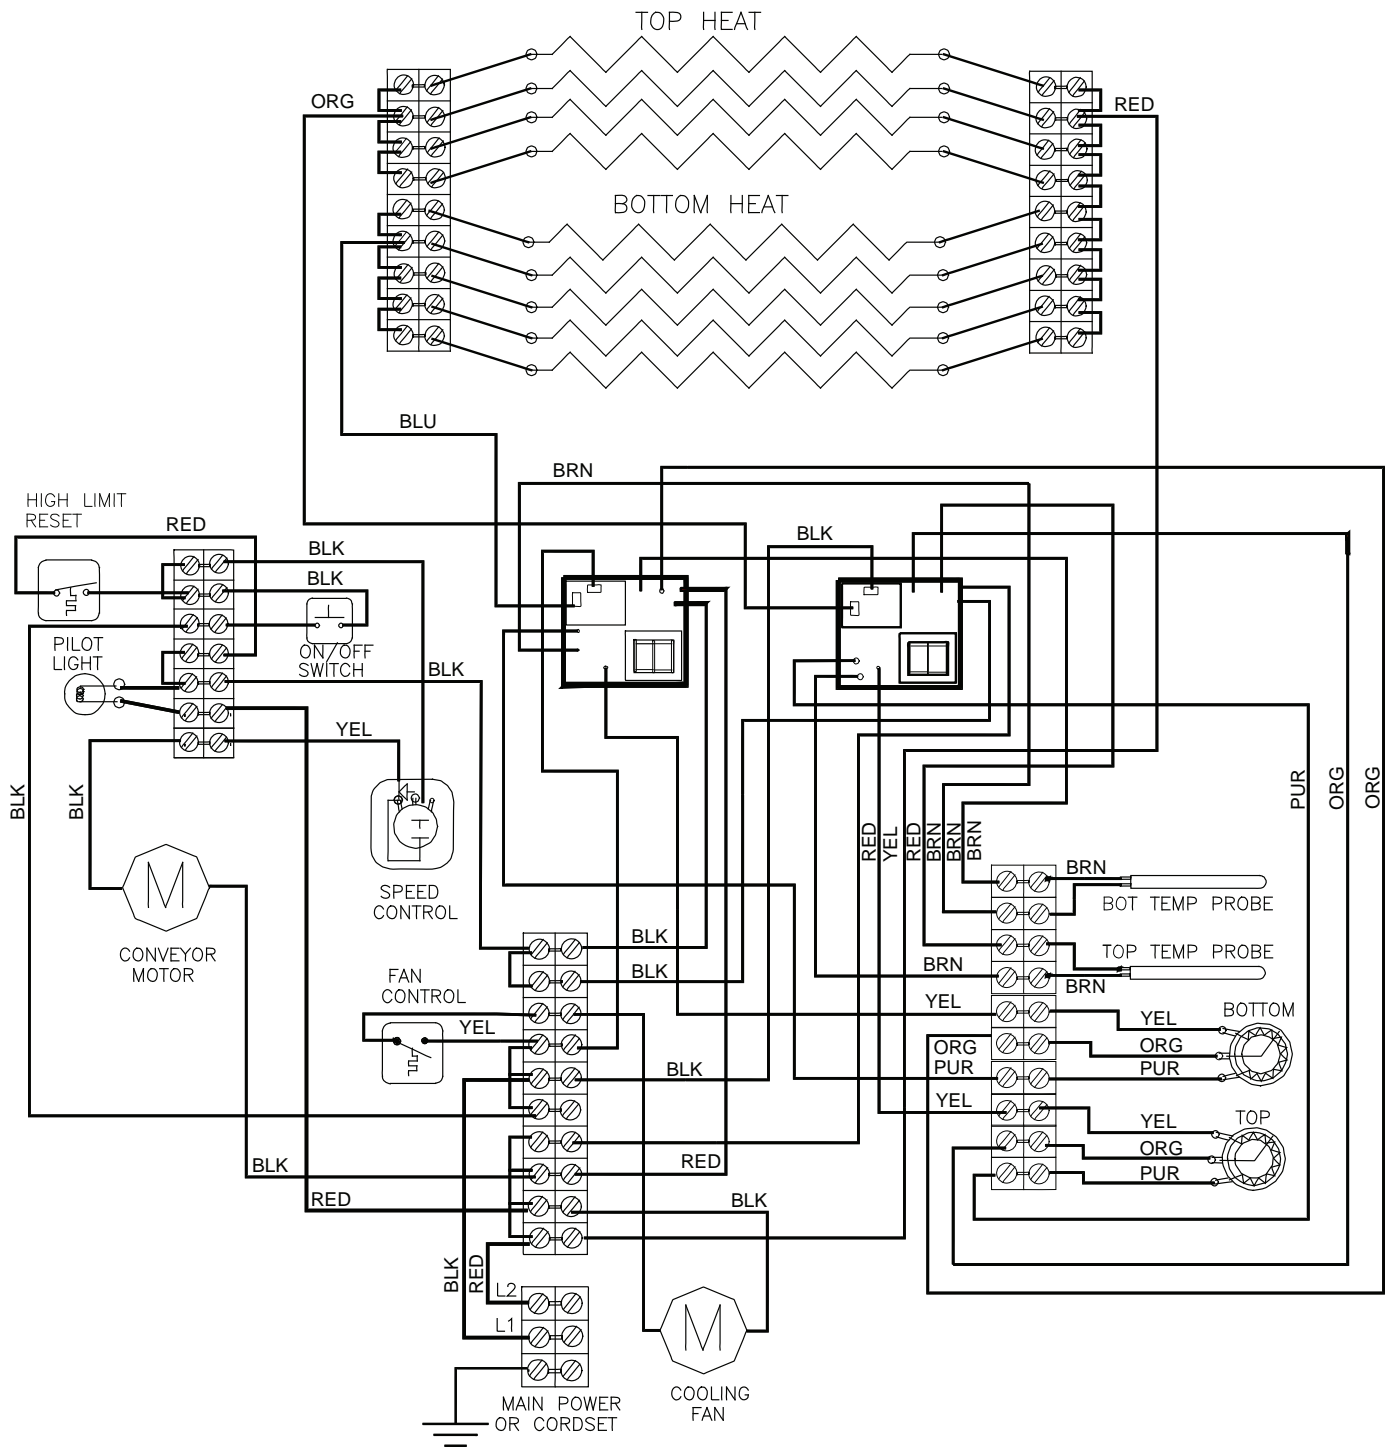 TOP HEAT
ORG
RED
BOTTOM HEAT
BLU
BRN
HIGH LIMIT
RESET
RED
BLK
BLK
BLK
ON/OFF
SWITCH
PILOT
LIGHT
BLK
YEL
BLK
BLK
PUR
ORG
ORG
RED
YEL
RED
BRN
BRN
BRN
SPEED
CONTROL
M
CONVEYOR
MOTOR
BRN
BOT TEMP PROBE
BLK
TOP TEMP PROBE
BLK
BRN
BRN
FAN
CONTROL
YEL
YEL
BOTTOM
YEL
ORG
ORG
BLK
PUR
PUR
YEL
TOP
YEL
ORG
PUR
BLK
RED
RED
BLK
BLK
RED
L2
L1
M
MAIN POWER
OR CORDSET
COOLING
FAN